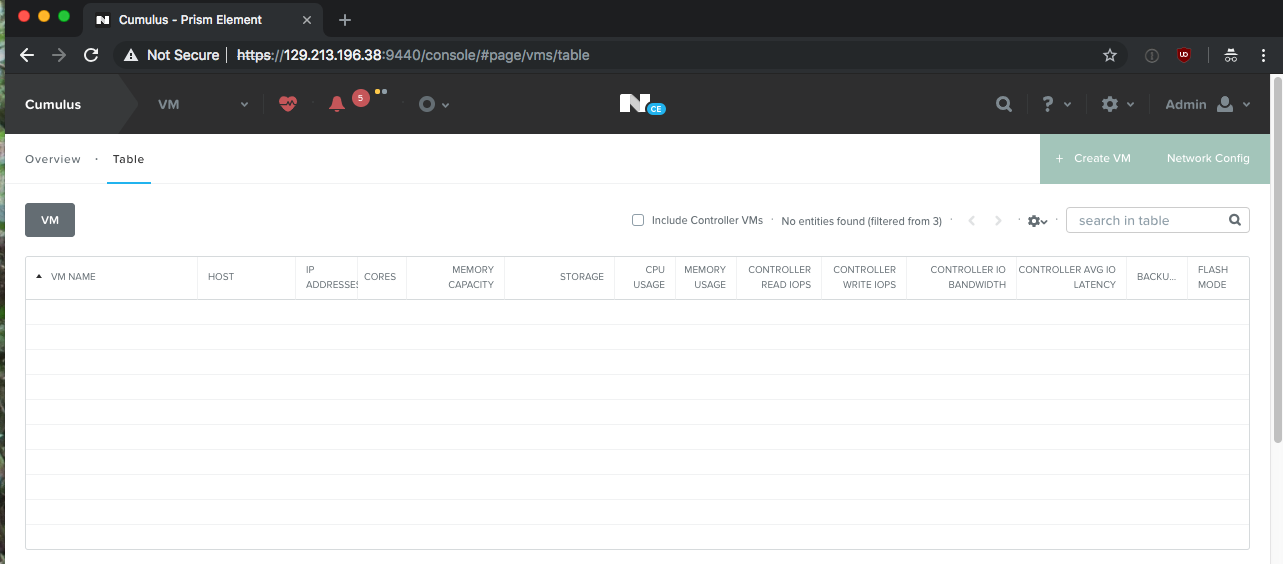 Cumulus - Prism Element
Not Secure https://129.213.196.38:9440/console/#page/vms/table
Cumulus VM 5 N CE ? Admin
Overview · Table + Create VM Network Config
VM Include Controller VMs · No entities found (filtered from 3) · · · search in table
VM NAME HOST IP ADDRESSES CORES MEMORY CAPACITY STORAGE CPU USAGE MEMORY USAGE CONTROLLER READ IOPS CONTROLLER WRITE IOPS CONTROLLER IO BANDWIDTH CONTROLLER AVG IO LATENCY BACKU... FLASH MODE